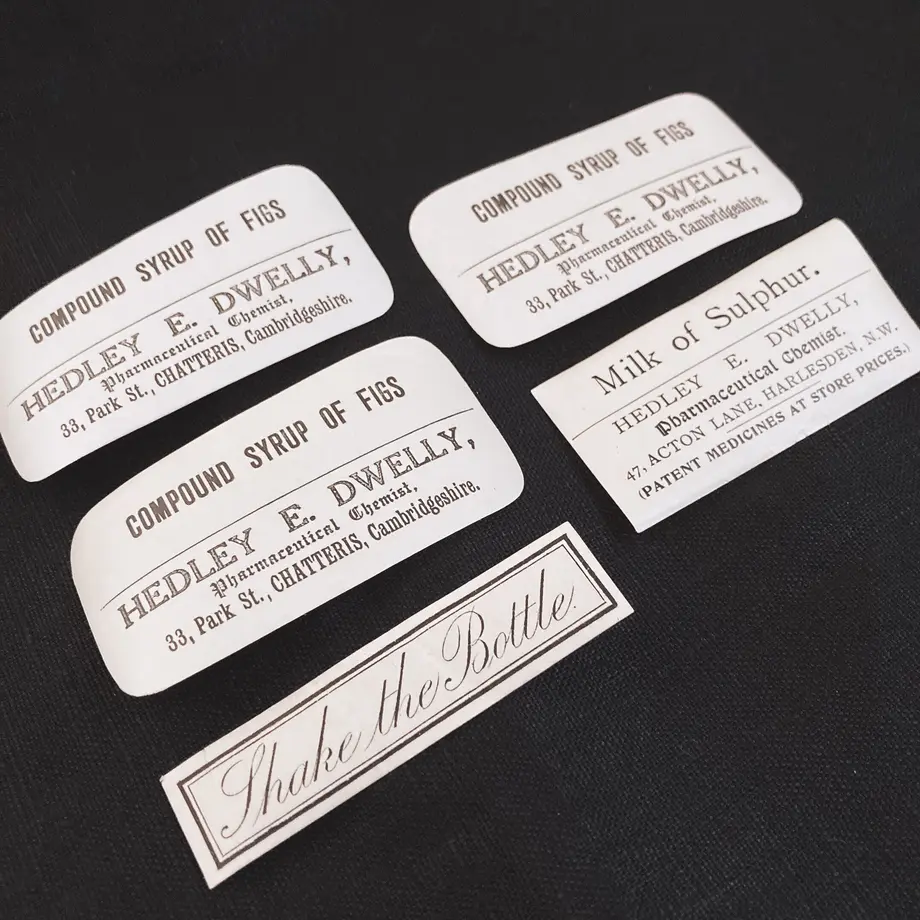 COMPOUND SYRUP OF FIGS
HEDLEY E. DWELLY,
Pharmaceutical Chemist,
33, Park St., CHATTERIS, Cambridgeshire.
COMPOUND SYRUP OF FIGS
HEDLEY E. DWELLY,
Pharmaceutical Chemist,
33, Park St., CHATTERIS, Cambridgeshire.
COMPOUND SYRUP OF FIGS
HEDLEY E. DWELLY,
Pharmaceutical Chemist,
33, Park St., CHATTERIS, Cambridgeshire.
Milk of Sulphur.
HEDLEY E. DWELLY,
Pharmaceutical Chemist.
47, ACTON LANE, HARLESDEN, N.W.
(PATENT MEDICINES AT STORE PRICES.)
Shake the Bottle.